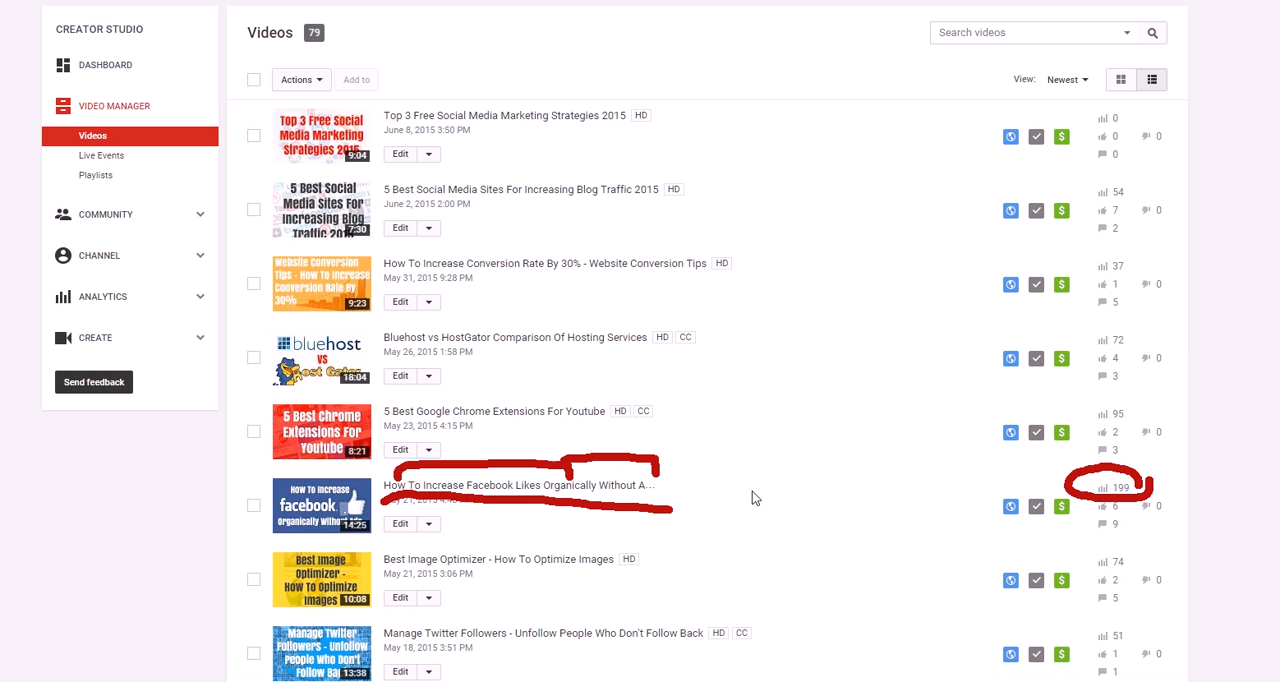 CREATOR STUDIO
DASHBOARD
VIDEO MANAGER
Videos
Live Events
Playlists
COMMUNITY
CHANNEL
ANALYTICS
CREATE
Send feedback
Videos 79
Search videos
Actions Add to
View: Newest
Top 3 Free Social
Media Marketing
Strategies 2015
9:04
Top 3 Free Social Media Marketing Strategies 2015 HD
June 8, 2015 3:50 PM
Edit
0
0 0
0
5 Best Social
Media Sites For
Increasing Blog
Traffic
7:30
5 Best Social Media Sites For Increasing Blog Traffic 2015 HD
June 2, 2015 2:00 PM
Edit
54
7 0
2
Website Conversion
Tips - How To Increase
Conversion Rate By
30%
9:23
How To Increase Conversion Rate By 30% - Website Conversion Tips HD
May 31, 2015 9:28 PM
Edit
37
1 0
5
bluehost
VS
Host Gator
18:04
Bluehost vs HostGator Comparison Of Hosting Services HD CC
May 26, 2015 1:58 PM
Edit
72
4 0
3
5 Best Chrome
Extensions For
Youtube
8:21
5 Best Google Chrome Extensions For Youtube HD CC
May 23, 2015 4:15 PM
Edit
95
2 0
3
How To Increase
facebook
Organically Without Ads
14:25
How To Increase Facebook Likes Organically Without A...
May 21, 2015 PM
Edit
199
6 0
9
Best Image
Optimizer -
How To Optimize
Images
10:08
Best Image Optimizer - How To Optimize Images HD
May 21, 2015 3:06 PM
Edit
74
2 0
5
Manage Twitter
Followers - Unfollow
People Who Don't
Follow
13:38
Manage Twitter Followers - Unfollow People Who Don't Follow Back HD CC
May 18, 2015 3:51 PM
Edit
51
1 0
1